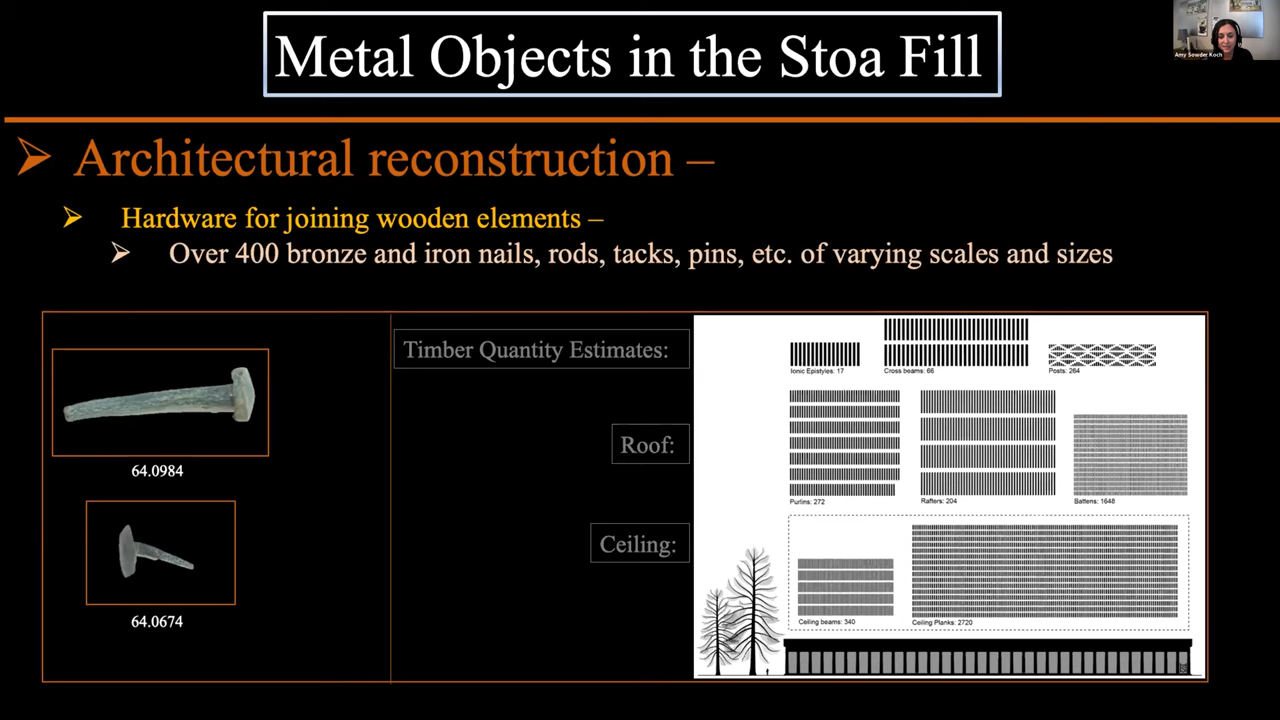 Metal Objects in the Stoa Fill
Amy Sowder Koch
Architectural reconstruction –
Hardware for joining wooden elements –
Over 400 bronze and iron nails, rods, tacks, pins, etc. of varying scales and sizes
64.0984
64.0674
Timber Quantity Estimates:
Roof:
Ceiling:
Ionic Epistyles: 17
Cross beams: 66
Posts: 264
Purlins: 272
Rafters: 204
Battens: 1648
Ceiling beams: 340
Ceiling Planks: 2720